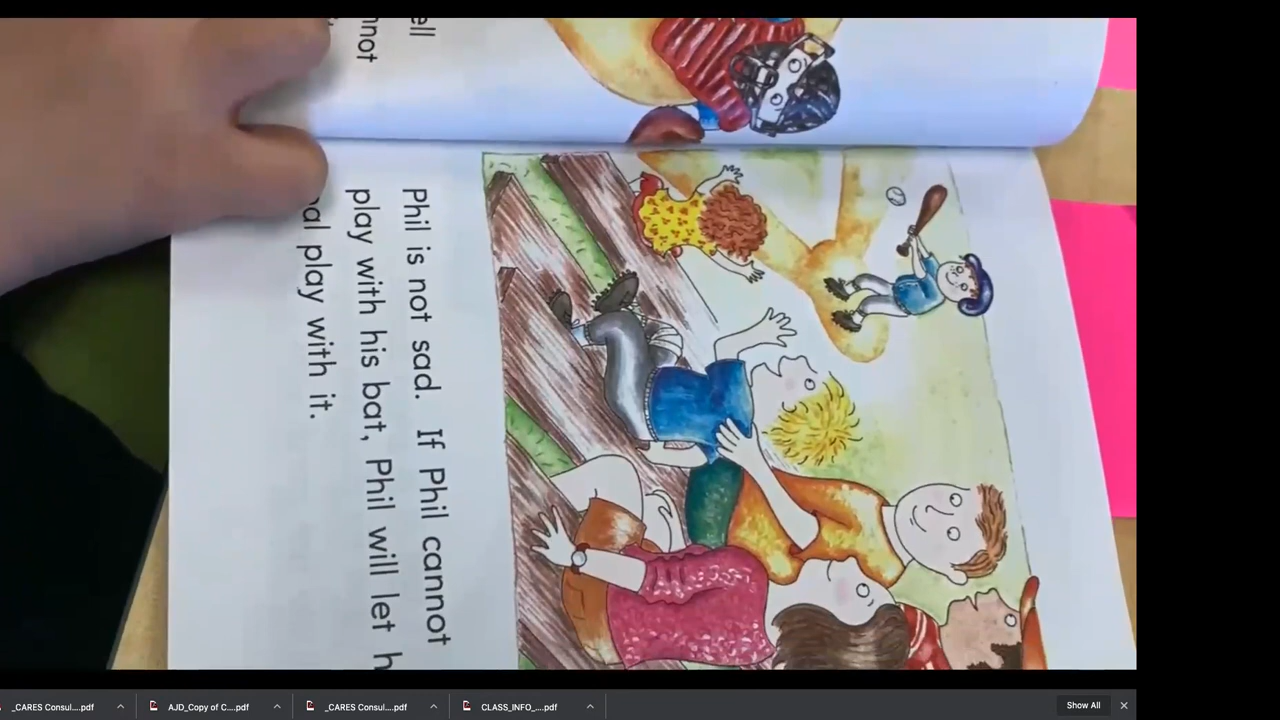 ell
nnot
Phil is not sad. If Phil cannot
play with his bat, Phil will let h
al play with it.
_CARES Consul....pdf
AJD_Copy of C....pdf
_CARES Consul....pdf
CLASS_INFO_....pdf
Show All